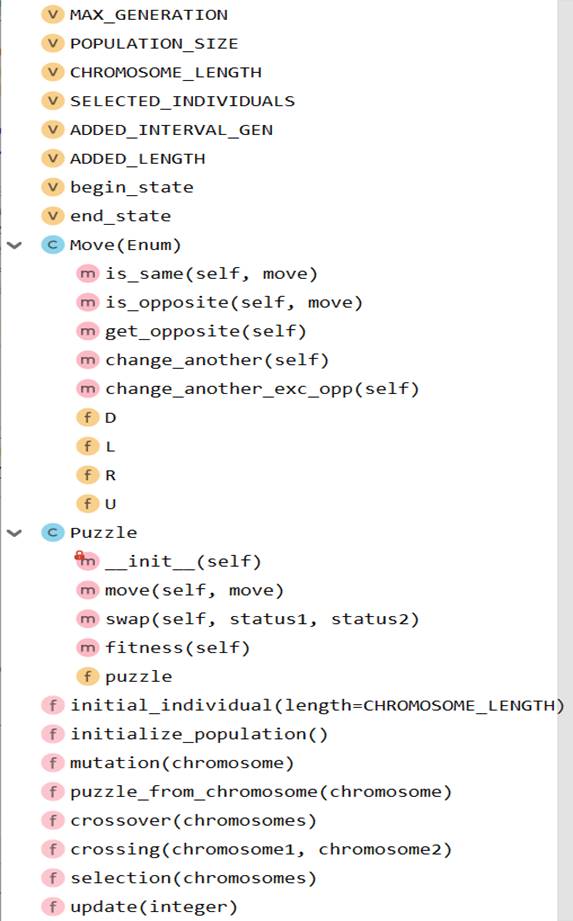 V MAX_GENERATION
V POPULATION_SIZE
V CHROMOSOME_LENGTH
V SELECTED_INDIVIDUALS
V ADDED_INTERVAL_GEN
V ADDED_LENGTH
V begin_state
V end_state
C Move(Enum)
m is_same(self, move)
m is_opposite(self, move)
m get_opposite(self)
m change_another(self)
m change_another_exc_opp(self)
f D
f L
f R
f U
C Puzzle
m __init__(self)
m move(self, move)
m swap(self, status1, status2)
m fitness(self)
f puzzle
f initial_individual(length=CHROMOSOME_LENGTH)
f initialize_population()
f mutation(chromosome)
f puzzle_from_chromosome(chromosome)
f crossover(chromosomes)
f crossing(chromosome1, chromosome2)
f selection(chromosomes)
f update(integer)